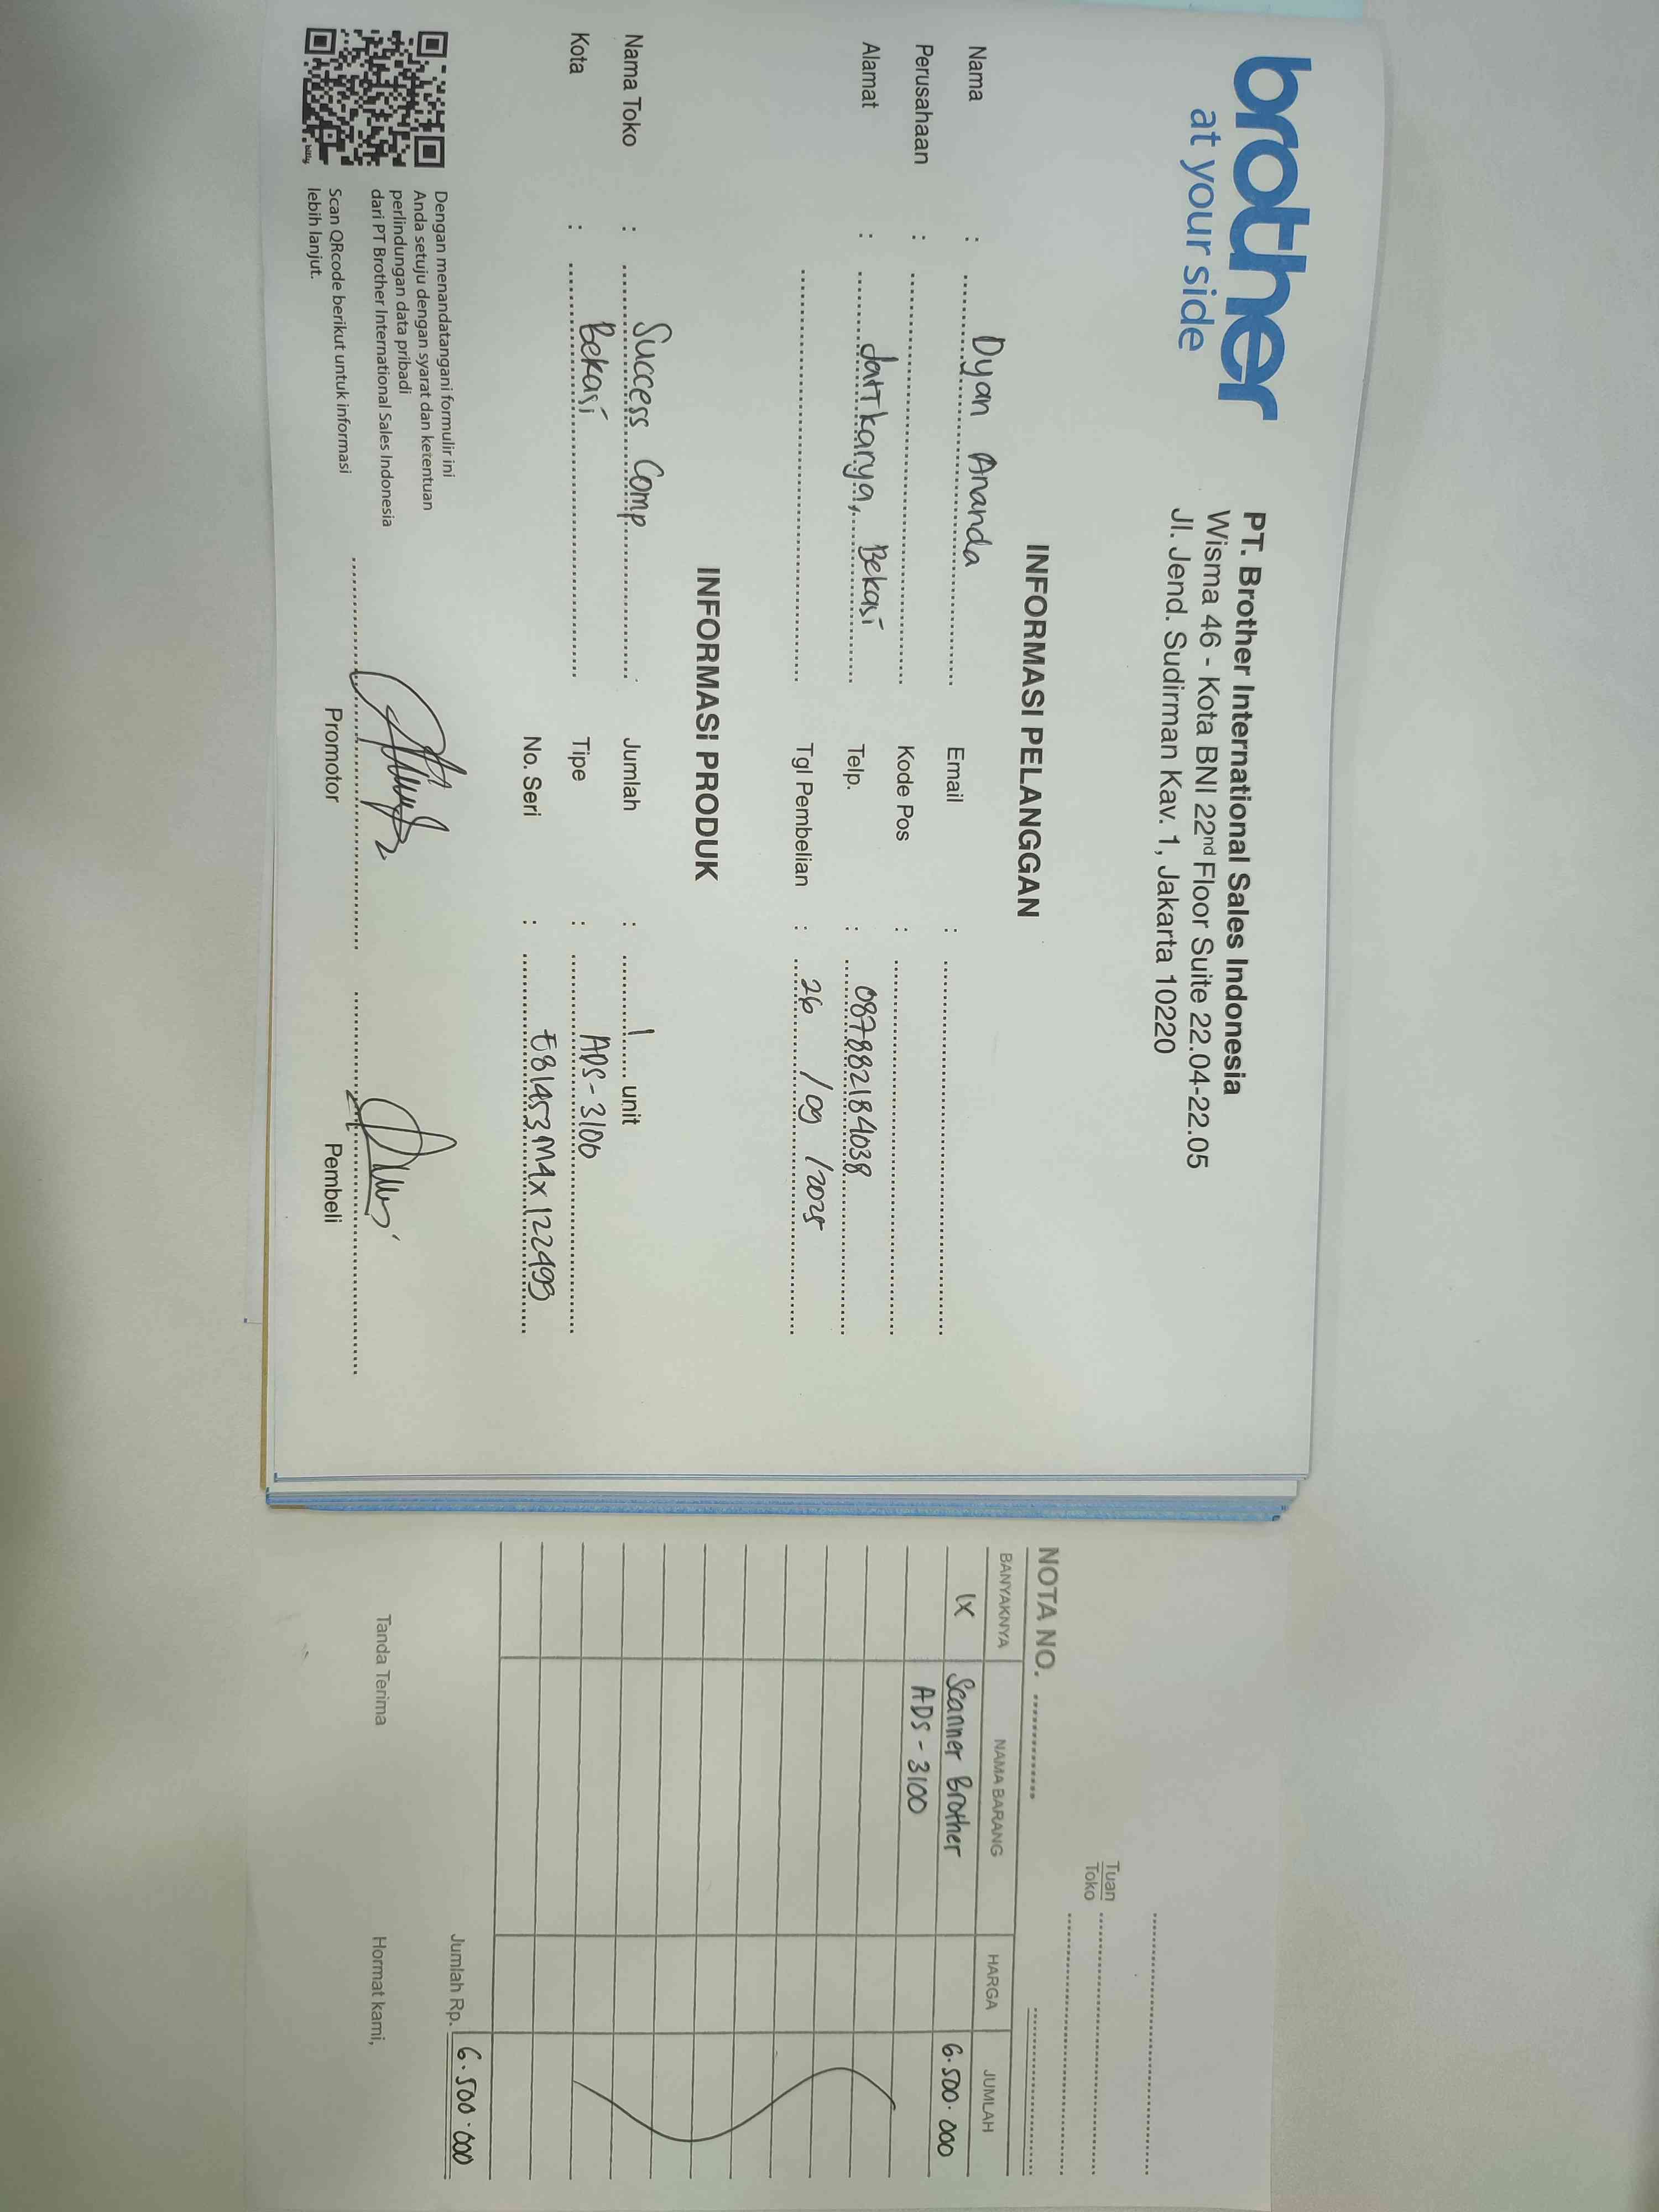 brother
at your side
PT. Brother International Sales Indonesia
Wisma 46 - Kota BNI 22nd Floor Suite 22.04-22.05
Jl. Jend. Sudirman Kav. 1, Jakarta 10220
INFORMASI PELANGGAN
Nama : Dyan Ananda
Email :
Perusahaan :
Kode Pos :
Alamat : Jatikarya, Bekasi
Telp. : 087882184038
Tgl Pembelian : 26 / 09 / 2025
INFORMASI PRODUK
Nama Toko : Success Comp
Jumlah : 1 unit
Kota : Bekasi
Tipe : ADS-3100
No. Seri : E81453M4X122499
Dengan menandatangani formulir ini
Anda setuju dengan syarat dan ketentuan
perlindungan data pribadi
dari PT Brother International Sales Indonesia
Scan QRcode berikut untuk informasi
lebih lanjut.
bitly
Promotor
Pembeli
Tuan
Toko
NOTA NO.
BANYAKNYA NAMA BARANG HARGA JUMLAH
1X Scanner Brother 6.500.000
ADS-3100
Jumlah Rp. 6.500.000
Tanda Terima
Hormat kami,